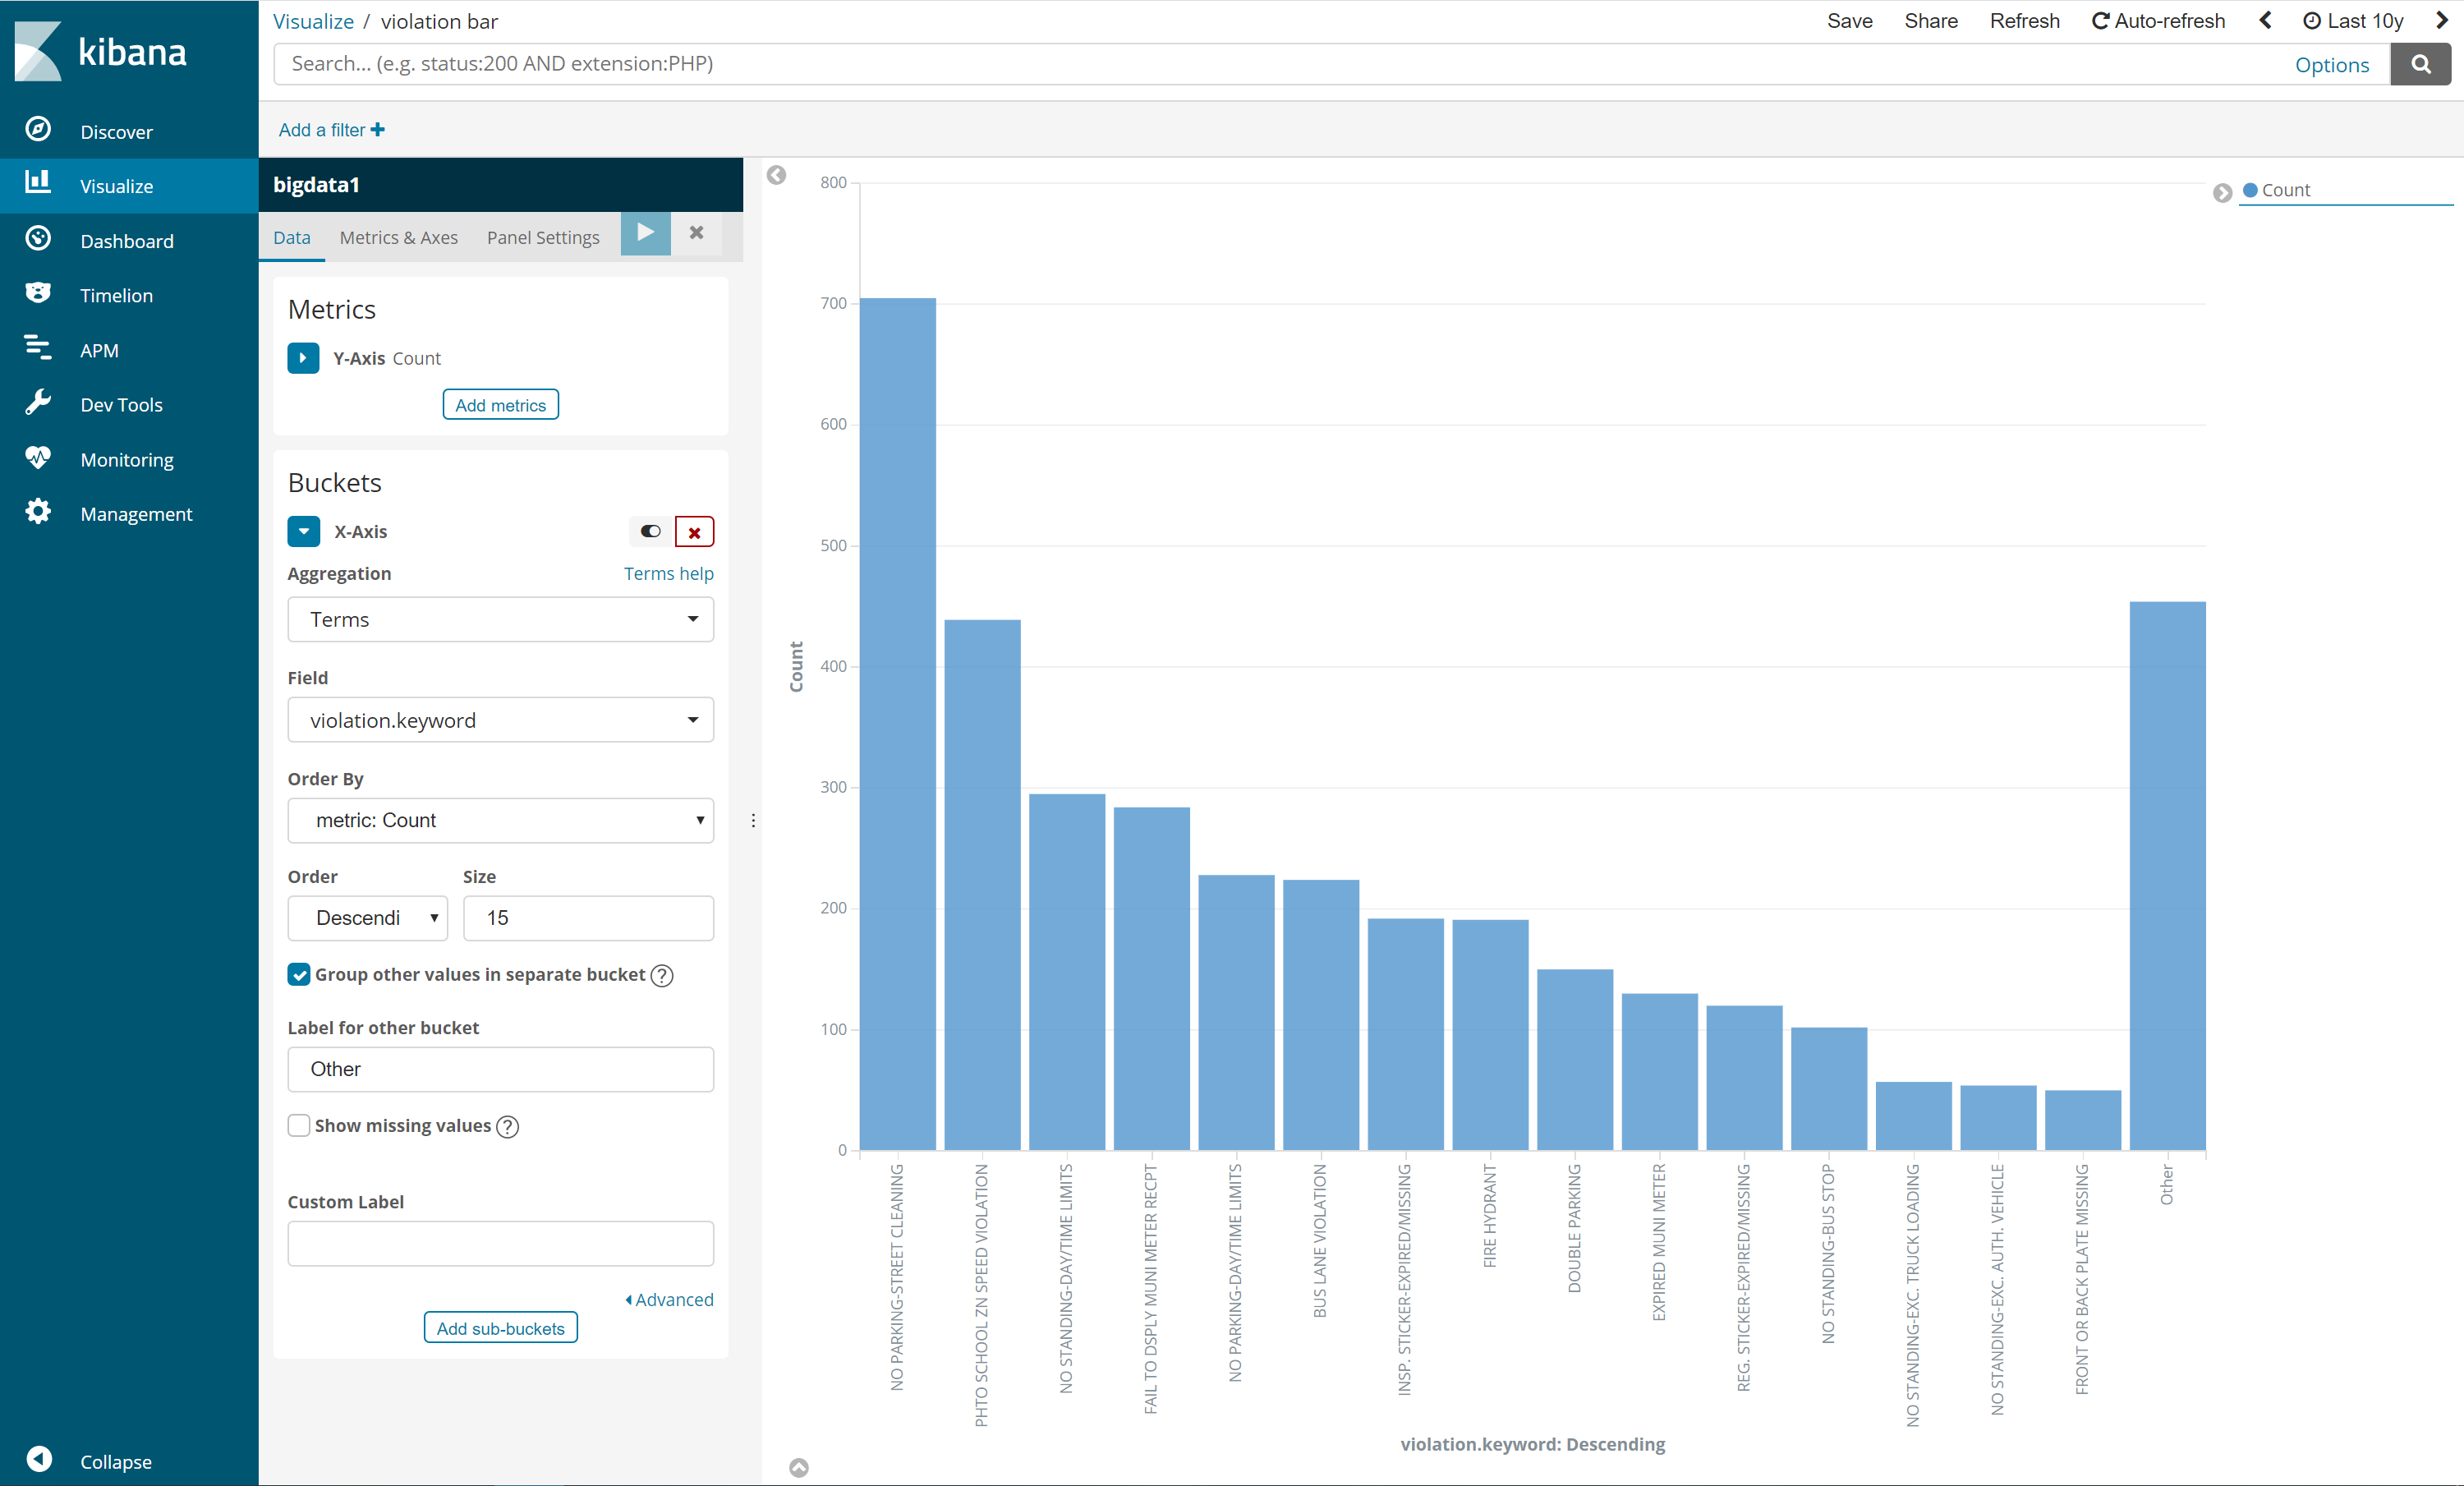 kibana
Discover
Visualize
Dashboard
Timelion
APM
Dev Tools
Monitoring
Management
Collapse
Visualize / violation bar
Save Share Refresh Auto-refresh Last 10y
Search... (e.g. status:200 AND extension:PHP)
Options
Add a filter
bigdata1
Data Metrics & Axes Panel Settings
Metrics
Y-Axis Count
Add metrics
Buckets
X-Axis
Aggregation Terms help
Terms
Field
violation.keyword
Order By
metric: Count
Order Size
Descendi 15
Group other values in separate bucket ?
Label for other bucket
Other
Show missing values ?
Custom Label
Advanced
Add sub-buckets
Count
800
700
600
500
400
300
200
100
0
Count
NO PARKING-STREET CLEANING
PHTO SCHOOL ZN SPEED VIOLATION
NO STANDING-DAY/TIME LIMITS
FAIL TO DSPLY MUNI METER RECPT
NO PARKING-DAY/TIME LIMITS
BUS LANE VIOLATION
INSP. STICKER-EXPIRED/MISSING
FIRE HYDRANT
DOUBLE PARKING
EXPIRED MUNI METER
REG. STICKER-EXPIRED/MISSING
NO STANDING-BUS STOP
NO STANDING-EXC. TRUCK LOADING
NO STANDING-EXC. AUTH. VEHICLE
FRONT OR BACK PLATE MISSING
Other
violation.keyword: Descending